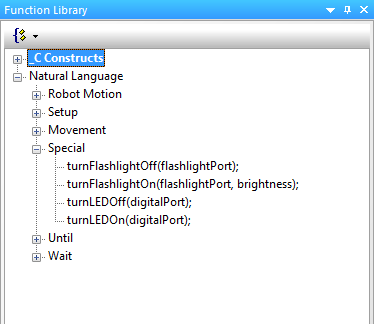 Function Library
_C Constructs
Natural Language
Robot Motion
Setup
Movement
Special
turnFlashlightOff(flashlightPort);
turnFlashlightOn(flashlightPort, brightness);
turnLEDOff(digitalPort);
turnLEDOn(digitalPort);
Until
Wait